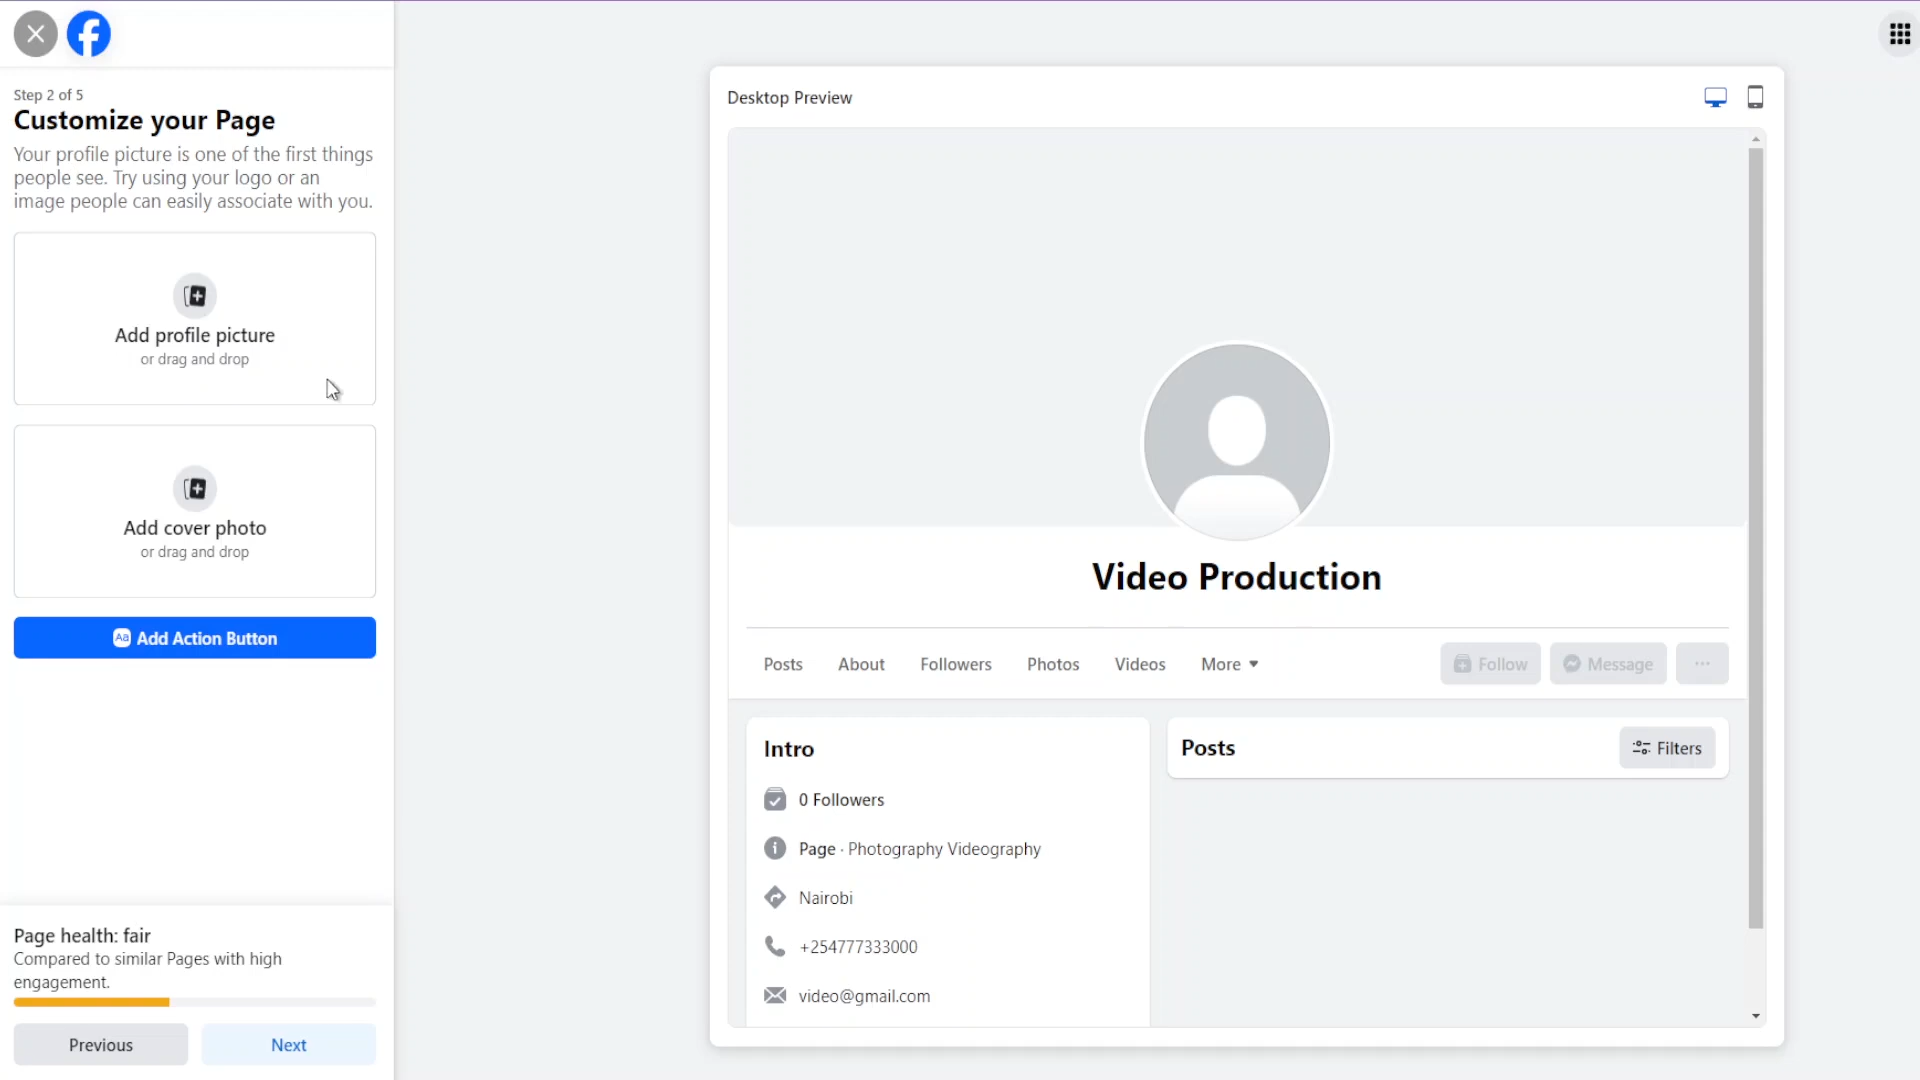 Step 2 of 5
Customize your Page
Your profile picture is one of the first things
people see. Try using your logo or an
image people can easily associate with you.
Add profile picture
or drag and drop
Add cover photo
or drag and drop
Aa Add Action Button
Page health: fair
Compared to similar Pages with high
engagement.
Previous
Next
Desktop Preview
Video Production
Posts
About
Followers
Photos
Videos
More
Follow
Message
Intro
0 Followers
Page · Photography Videography
Nairobi
+254777333000
video@gmail.com
Posts
Filters